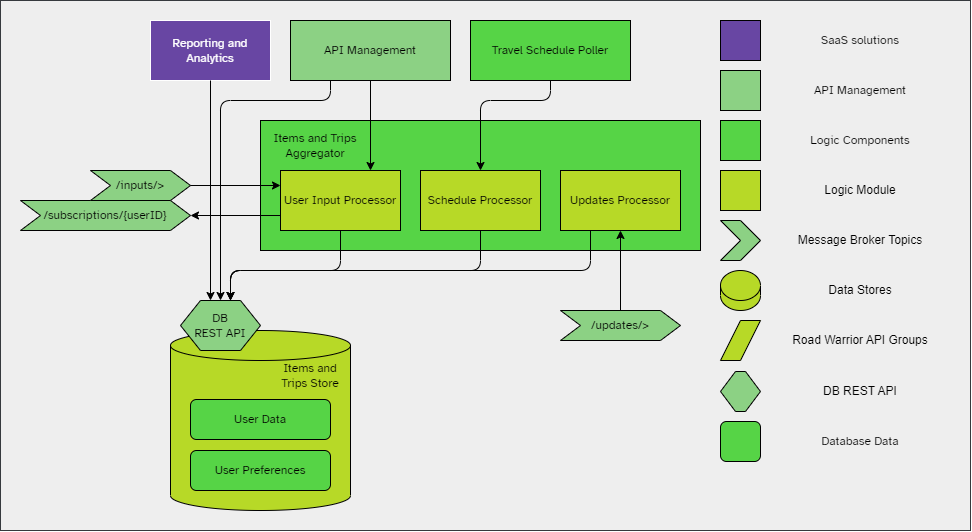 Reporting and
Analytics
API Management
Travel Schedule Poller
Items and Trips
Aggregator
/inputs/>
/subscriptions/{userID}
User Input Processor
Schedule Processor
Updates Processor
/updates/>
DB
REST API
Items and
Trips Store
User Data
User Preferences
SaaS solutions
API Management
Logic Components
Logic Module
Message Broker Topics
Data Stores
Road Warrior API Groups
DB REST API
Database Data